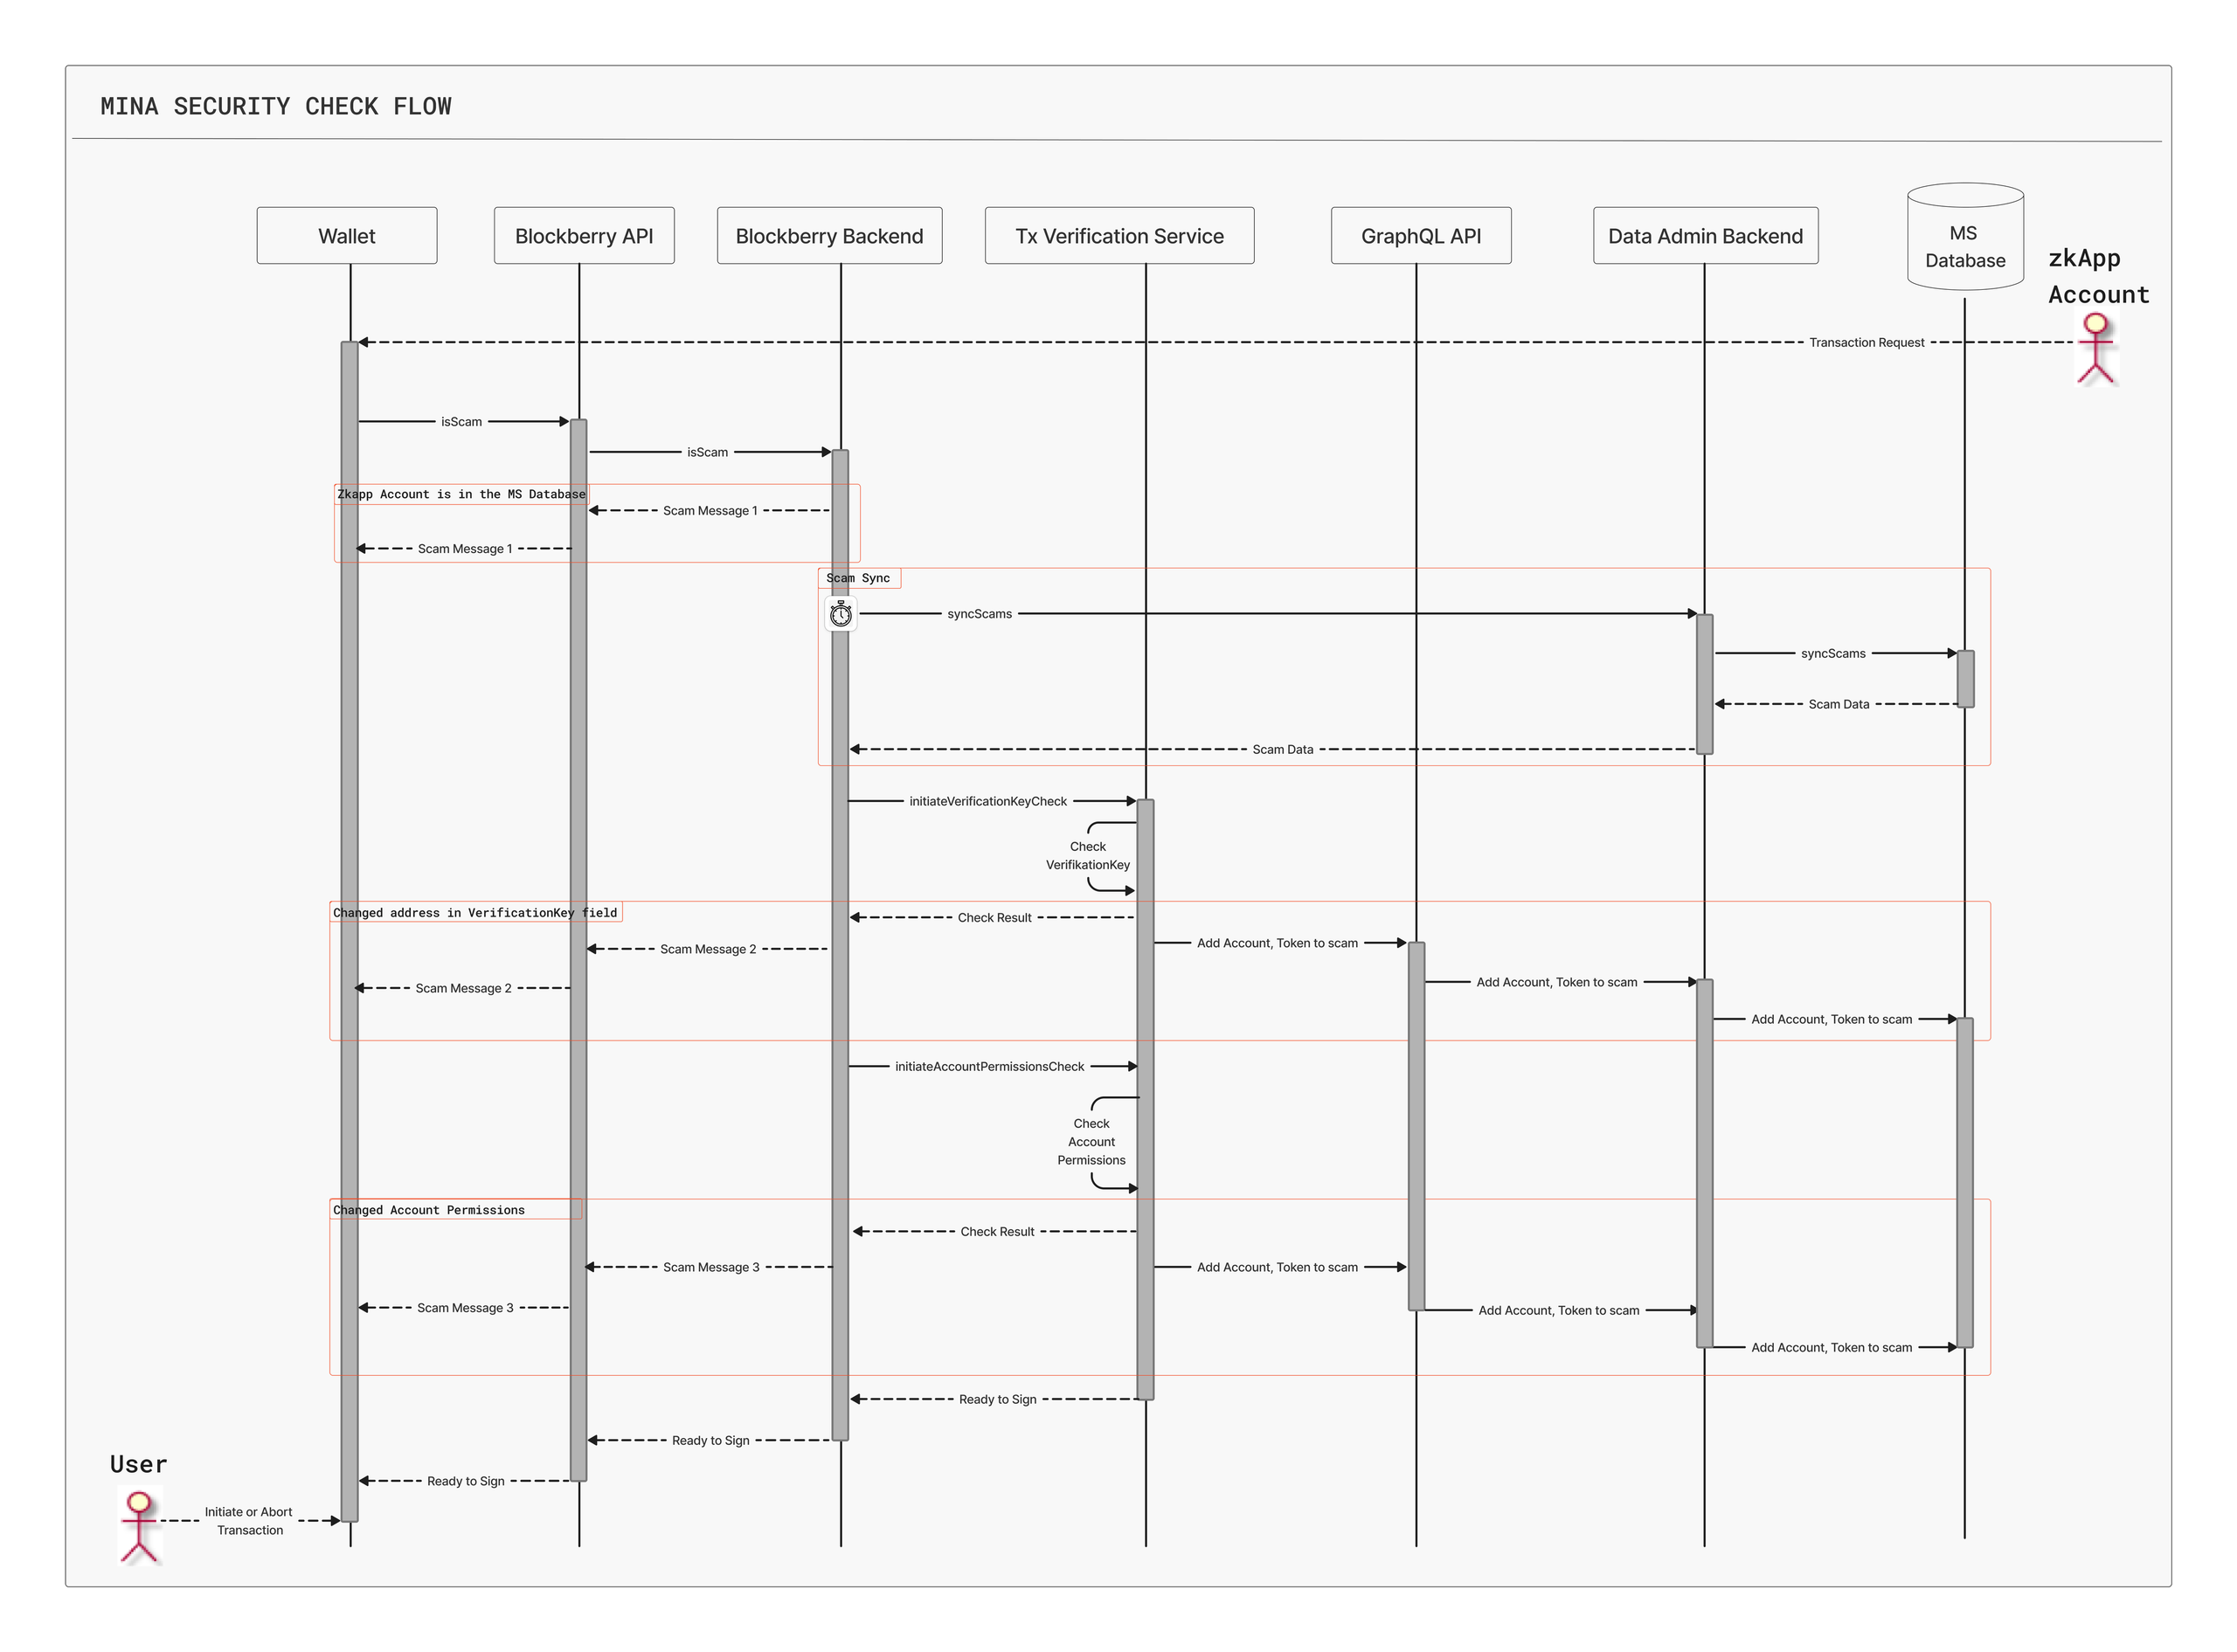 MINA SECURITY CHECK FLOW
Wallet
Blockberry API
Blockberry Backend
Tx Verification Service
GraphQL API
Data Admin Backend
MS
Database
zkApp
Account
Transaction Request
isScam
isScam
Zkapp Account is in the MS Database
Scam Message 1
Scam Message 1
Scam Sync
syncScams
syncScams
Scam Data
Scam Data
initiateVerificationKeyCheck
Check
VerifikationKey
Changed address in VerificationKey field
Check Result
Add Account, Token to scam
Scam Message 2
Add Account, Token to scam
Scam Message 2
Add Account, Token to scam
initiateAccountPermissionsCheck
Check
Account
Permissions
Changed Account Permissions
Check Result
Scam Message 3
Add Account, Token to scam
Scam Message 3
Add Account, Token to scam
Add Account, Token to scam
Ready to Sign
Ready to Sign
User
Ready to Sign
Initiate or Abort
Transaction